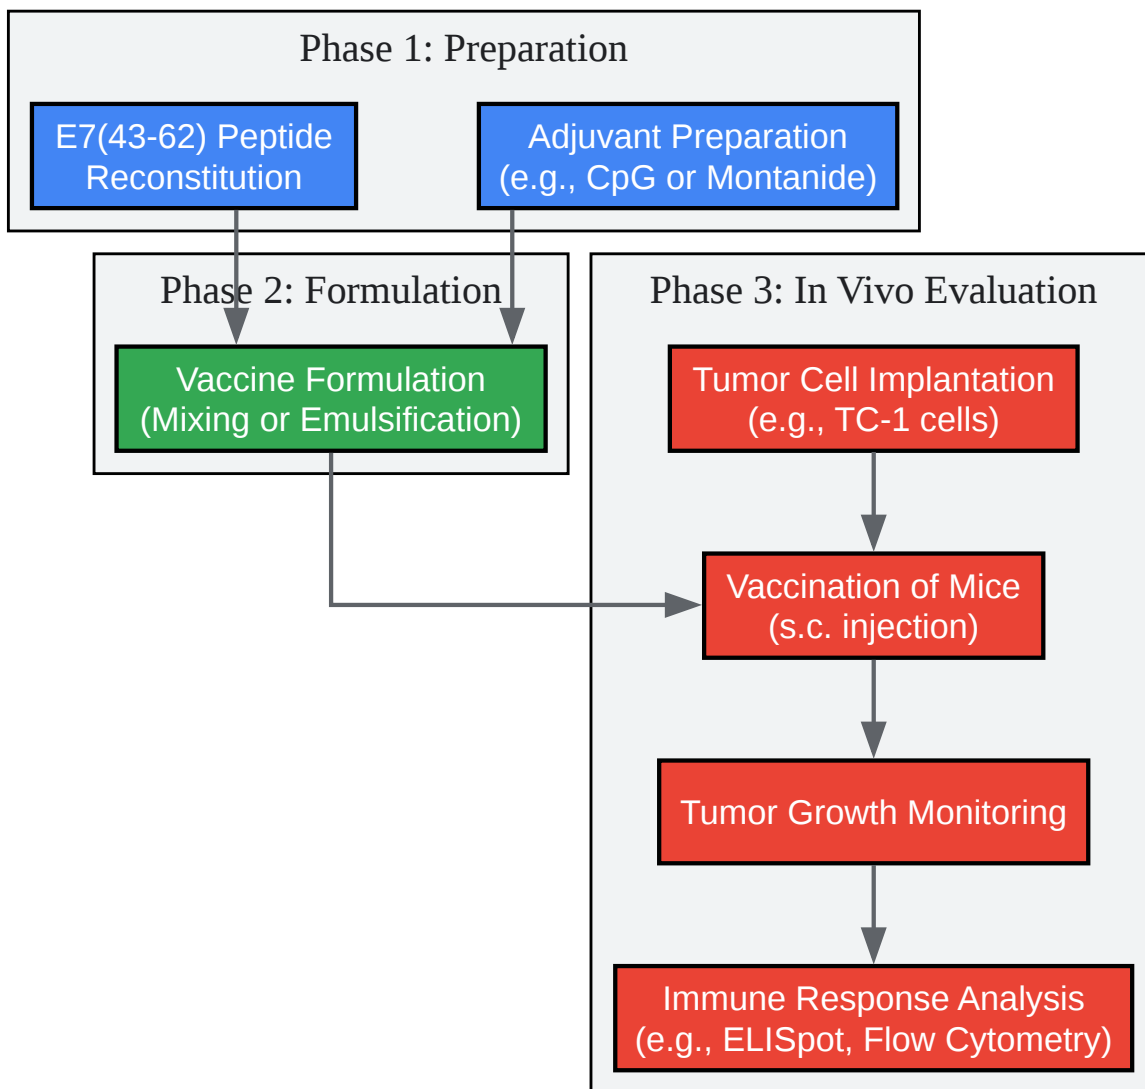 Phase 1: Preparation
E7(43-62) Peptide
Reconstitution
Adjuvant Preparation
(e.g., CpG or Montanide)
Phase 2: Formulation
Vaccine Formulation
(Mixing or Emulsification)
Phase 3: In Vivo Evaluation
Tumor Cell Implantation
(e.g., TC-1 cells)
Vaccination of Mice
(s.c. injection)
Tumor Growth Monitoring
Immune Response Analysis
(e.g., ELISpot, Flow Cytometry)